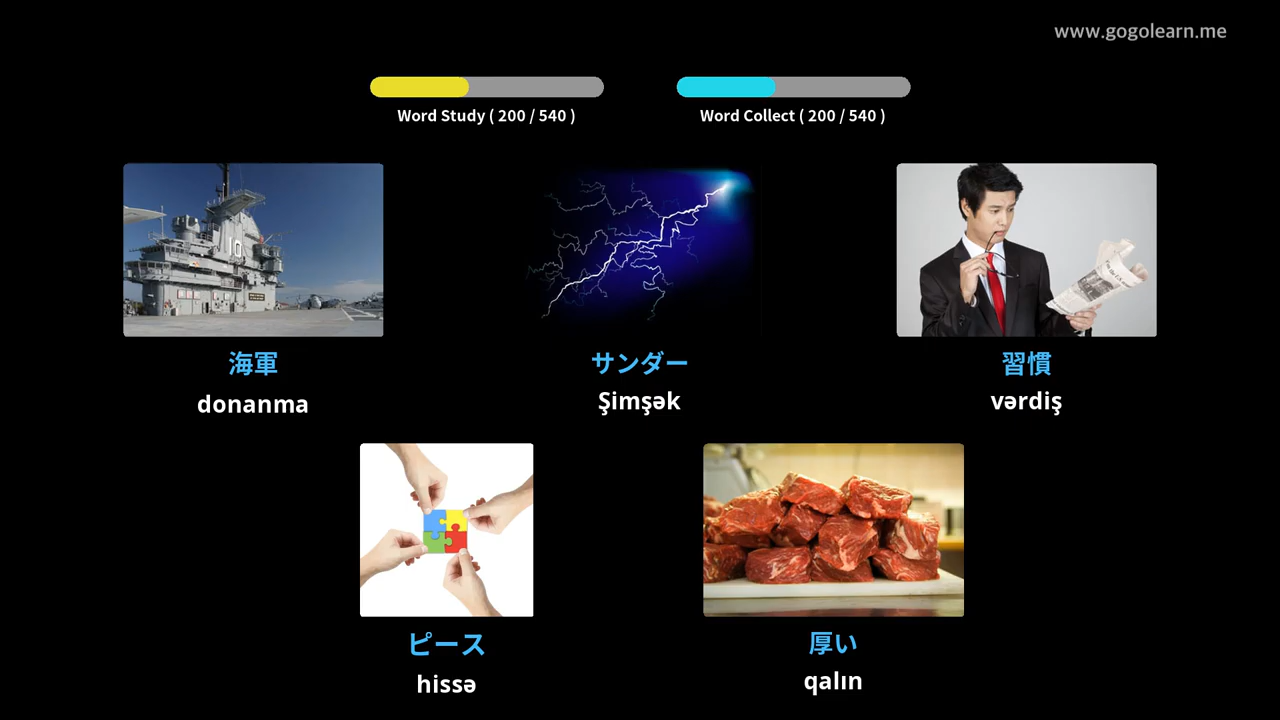 www.gogolearn.me
Word Study ( 200 / 540 )
Word Collect ( 200 / 540 )
10
海軍
donanma
サンダー
Şimşək
習慣
vərdiş
ピース
hissə
厚い
qalın